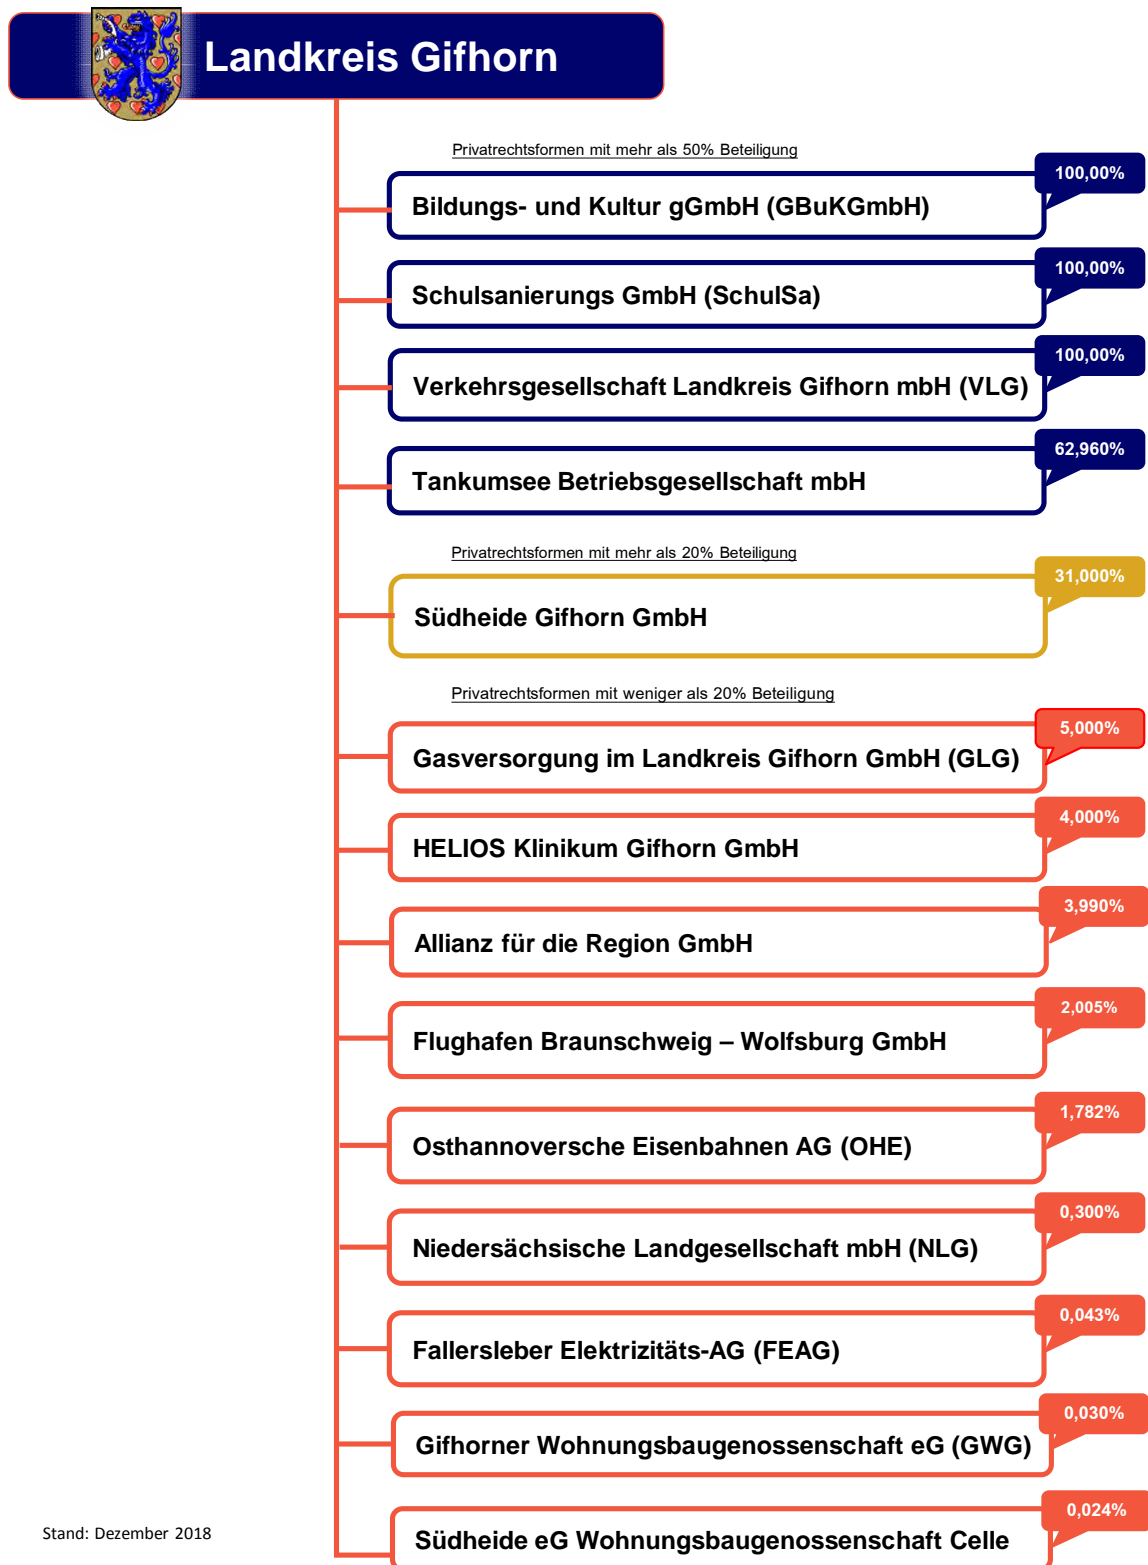 Landkreis Gifhorn
Privatrechtsformen mit mehr als 50% Beteiligung
100,00%
Bildungs- und Kultur gGmbH (GBuKGmbH)
100,00%
Schulsanierungs GmbH (SchulSa)
100,00%
Verkehrsgesellschaft Landkreis Gifhorn mbH (VLG)
62,960%
Tankumsee Betriebsgesellschaft mbH
Privatrechtsformen mit mehr als 20% Beteiligung
31,000%
Südheide Gifhorn GmbH
Privatrechtsformen mit weniger als 20% Beteiligung
5,000%
Gasversorgung im Landkreis Gifhorn GmbH (GLG)
4,000%
HELIOS Klinikum Gifhorn GmbH
3,990%
Allianz für die Region GmbH
2,005%
Flughafen Braunschweig – Wolfsburg GmbH
1,782%
Osthannoversche Eisenbahnen AG (OHE)
0,300%
Niedersächsische Landgesellschaft mbH (NLG)
0,043%
Fallersleber Elektrizitäts-AG (FEAG)
0,030%
Gifhorner Wohnungsbaugenossenschaft eG (GWG)
0,024%
Südheide eG Wohnungsbaugenossenschaft Celle
Stand: Dezember 2018